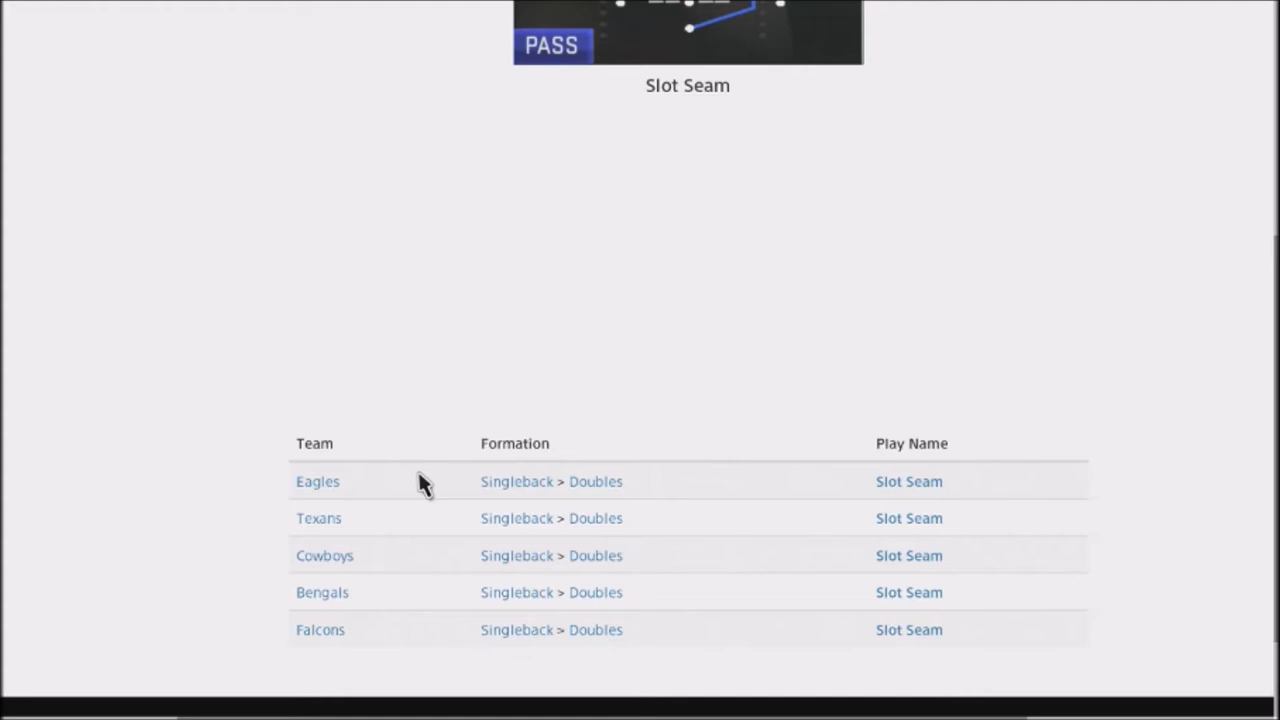 PASS
Slot Seam
Team Formation Play Name
Eagles Singleback > Doubles Slot Seam
Texans Singleback > Doubles Slot Seam
Cowboys Singleback > Doubles Slot Seam
Bengals Singleback > Doubles Slot Seam
Falcons Singleback > Doubles Slot Seam